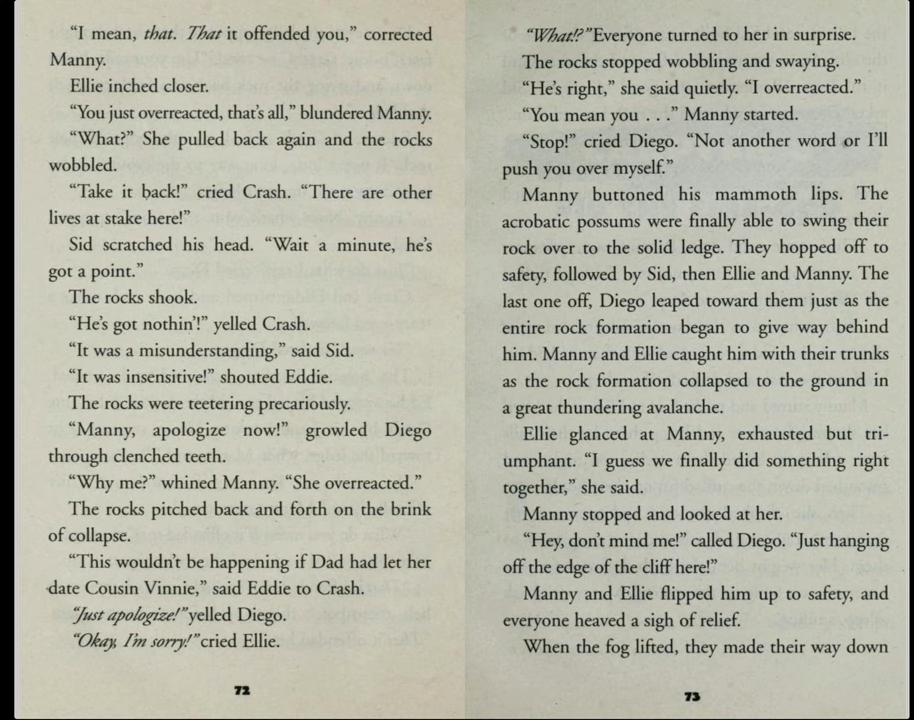 “I mean, that. That it offended you,” corrected
Manny.
Ellie inched closer.
“You just overreacted, that’s all,” blundered Manny.
“What?” She pulled back again and the rocks
wobbled.
“Take it back!” cried Crash. “There are other
lives at stake here!”
Sid scratched his head. “Wait a minute, he’s
got a point.”
The rocks shook.
“He’s got nothin’!” yelled Crash.
“It was a misunderstanding,” said Sid.
“It was insensitive!” shouted Eddie.
The rocks were teetering precariously.
“Manny, apologize now!” growled Diego
through clenched teeth.
“Why me?” whined Manny. “She overreacted.”
The rocks pitched back and forth on the brink
of collapse.
“This wouldn’t be happening if Dad had let her
date Cousin Vinnie,” said Eddie to Crash.
“Just apologize!” yelled Diego.
“Okay, I’m sorry!” cried Ellie.
72
“What!?” Everyone turned to her in surprise.
The rocks stopped wobbling and swaying.
“He’s right,” she said quietly. “I overreacted.”
“You mean you . . .” Manny started.
“Stop!” cried Diego. “Not another word or I’ll
push you over myself.”
Manny buttoned his mammoth lips. The
acrobatic possums were finally able to swing their
rock over to the solid ledge. They hopped off to
safety, followed by Sid, then Ellie and Manny. The
last one off, Diego leaped toward them just as the
entire rock formation began to give way behind
him. Manny and Ellie caught him with their trunks
as the rock formation collapsed to the ground in
a great thundering avalanche.
Ellie glanced at Manny, exhausted but tri-
umphant. “I guess we finally did something right
together,” she said.
Manny stopped and looked at her.
“Hey, don’t mind me!” called Diego. “Just hanging
off the edge of the cliff here!”
Manny and Ellie flipped him up to safety, and
everyone heaved a sigh of relief.
When the fog lifted, they made their way down
73